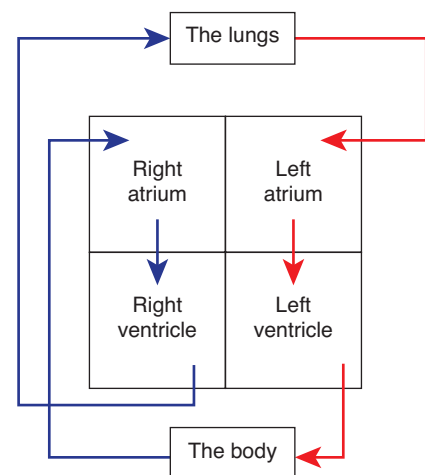 The lungs
Right
atrium
Left
atrium
Right
ventricle
Left
ventricle
The body